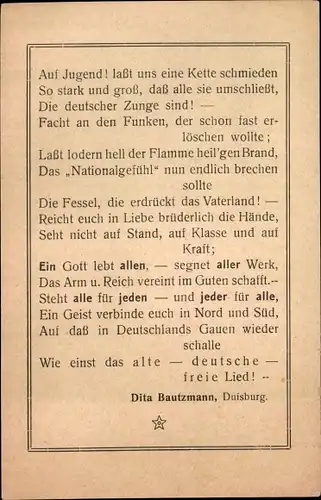 Auf Jugend! laßt uns eine Kette schmieden
So stark und groß, daß alle sie umschließt,
Die deutscher Zunge sind! —
Facht an den Funken, der schon fast er-
löschen wollte;
Laßt lodern hell der Flamme heil'gen Brand,
Das „Nationalgefühl" nun endlich brechen
sollte
Die Fessel, die erdrückt das Vaterland! —
Reicht euch in Liebe brüderlich die Hände,
Seht nicht auf Stand, auf Klasse und auf
Kraft;
Ein Gott lebt allen, — segnet aller Werk,
Das Arm u. Reich vereint im Guten schafft.—
Steht alle für jeden — und jeder für alle,
Ein Geist verbinde euch in Nord und Süd,
Auf daß in Deutschlands Gauen wieder
schalle
Wie einst das alte — deutsche —
freie Lied! —
Dita Bautzmann, Duisburg.